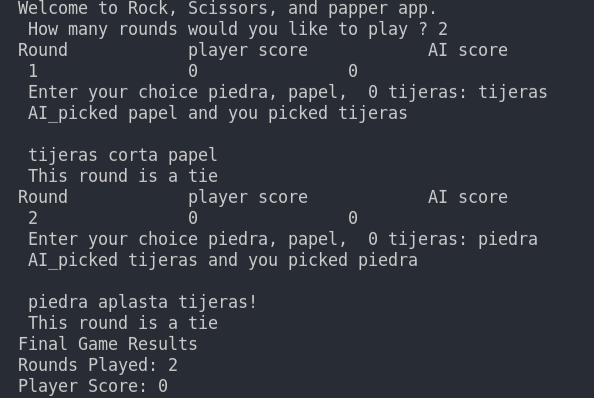 Welcome to Rock, Scissors, and papper app.
How many rounds would you like to play ? 2
Round player score AI score
1 0 0
Enter your choice piedra, papel, 0 tijeras: tijeras
AI_picked papel and you picked tijeras
tijeras corta papel
This round is a tie
Round player score AI score
2 0 0
Enter your choice piedra, papel, 0 tijeras: piedra
AI_picked tijeras and you picked piedra
piedra aplasta tijeras!
This round is a tie
Final Game Results
Rounds Played: 2
Player Score: 0